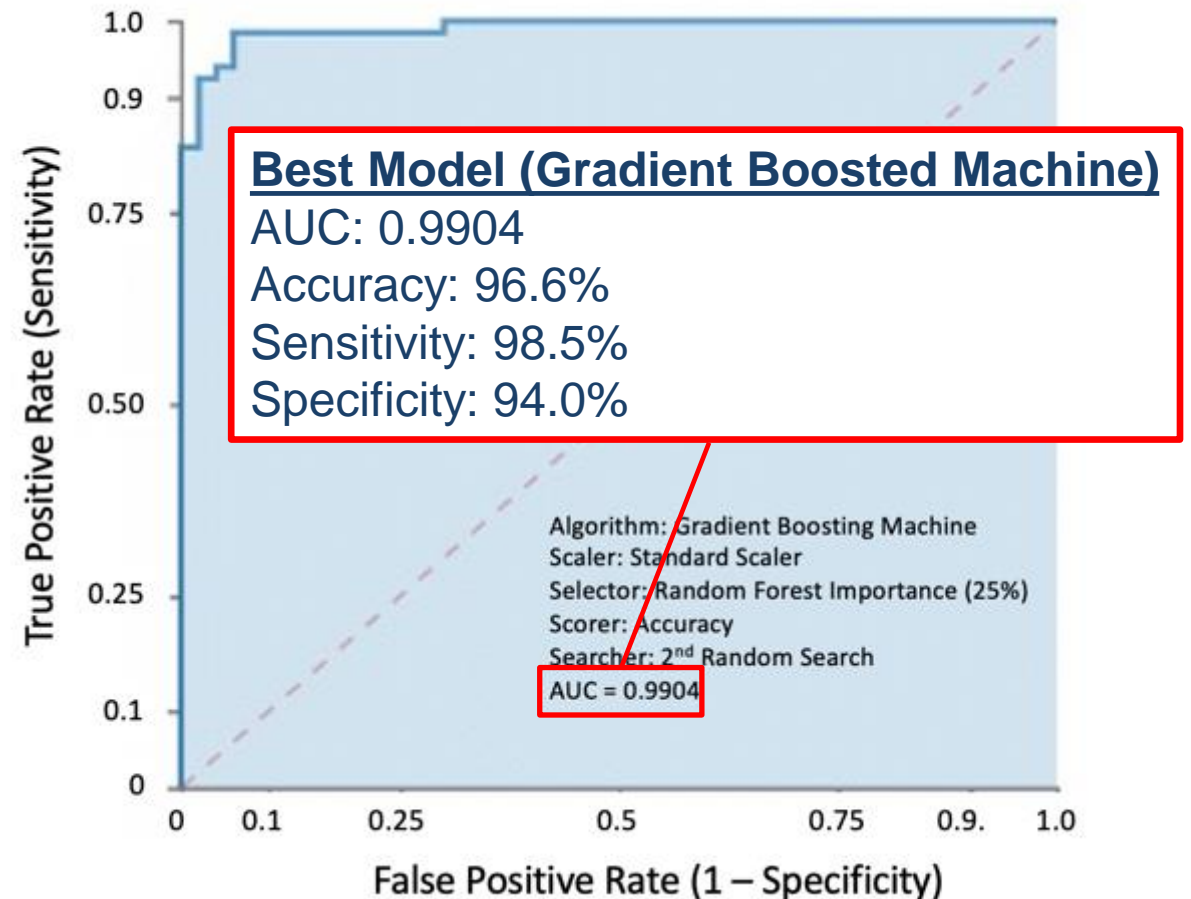 1.0
0.9
0.75
0.50
0.25
0.1
0
True Positive Rate (Sensitivity)
Best Model (Gradient Boosted Machine)
AUC: 0.9904
Accuracy: 96.6%
Sensitivity: 98.5%
Specificity: 94.0%
Algorithm: Gradient Boosting Machine
Scaler: Standard Scaler
Selector: Random Forest Importance (25%)
Scorer: Accuracy
Searcher: 2nd Random Search
AUC = 0.9904
0 0.1 0.25 0.5 0.75 0.9. 1.0
False Positive Rate (1 – Specificity)